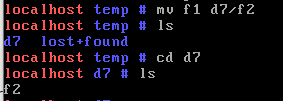 localhost temp # mv f1 d7/f2
localhost temp # ls
d7  lost+found
localhost temp # cd d7
localhost d7 # ls
f2